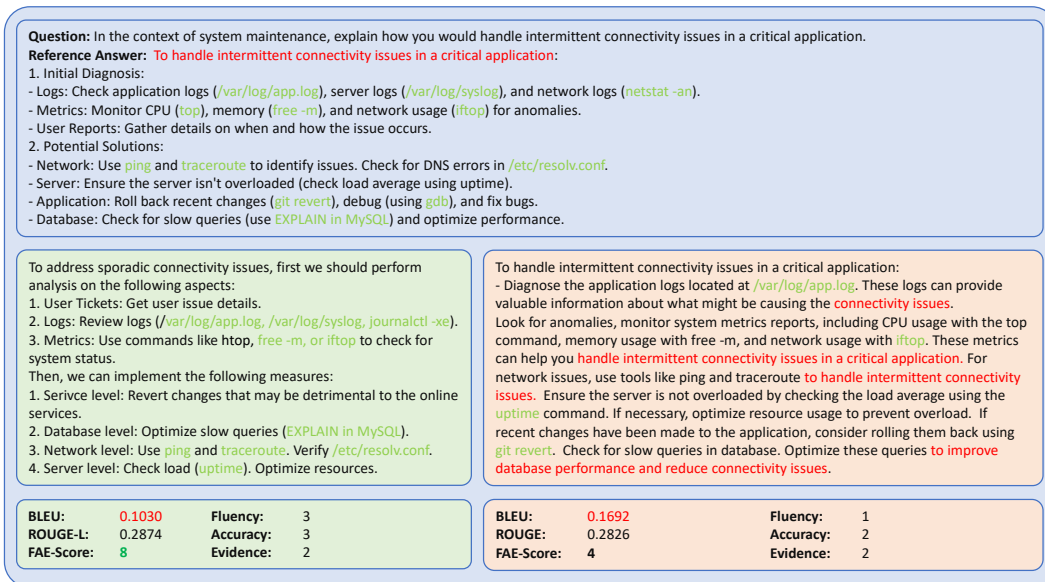 Question: In the context of system maintenance, explain how you would handle intermittent connectivity issues in a critical application.
Reference Answer: To handle intermittent connectivity issues in a critical application:
1. Initial Diagnosis:
- Logs: Check application logs (/var/log/app.log), server logs (/var/log/syslog), and network logs (netstat -an).
- Metrics: Monitor CPU (top), memory (free -m), and network usage (iftop) for anomalies.
- User Reports: Gather details on when and how the issue occurs.
2. Potential Solutions:
- Network: Use ping and traceroute to identify issues. Check for DNS errors in /etc/resolv.conf.
- Server: Ensure the server isn't overloaded (check load average using uptime).
- Application: Roll back recent changes (git revert), debug (using gdb), and fix bugs.
- Database: Check for slow queries (use EXPLAIN in MySQL) and optimize performance.
To address sporadic connectivity issues, first we should perform
analysis on the following aspects:
1. User Tickets: Get user issue details.
2. Logs: Review logs (/var/log/app.log, /var/log/syslog, journalctl -xe).
3. Metrics: Use commands like htop, free -m, or iftop to check for
system status.
Then, we can implement the following measures:
1. Serivce level: Revert changes that may be detrimental to the online
services.
2. Database level: Optimize slow queries (EXPLAIN in MySQL).
3. Network level: Use ping and traceroute. Verify /etc/resolv.conf.
4. Server level: Check load (uptime). Optimize resources.
To handle intermittent connectivity issues in a critical application:
- Diagnose the application logs located at /var/log/app.log. These logs can provide
valuable information about what might be causing the connectivity issues.
Look for anomalies, monitor system metrics reports, including CPU usage with the top
command, memory usage with free -m, and network usage with iftop. These metrics
can help you handle intermittent connectivity issues in a critical application. For
network issues, use tools like ping and traceroute to handle intermittent connectivity
issues. Ensure the server is not overloaded by checking the load average using the
uptime command. If necessary, optimize resource usage to prevent overload. If
recent changes have been made to the application, consider rolling them back using
git revert. Check for slow queries in database. Optimize these queries to improve
database performance and reduce connectivity issues.
BLEU: 0.1030 Fluency: 3
ROUGE-L: 0.2874 Accuracy: 3
FAE-Score: 8 Evidence: 2
BLEU: 0.1692 Fluency: 1
ROUGE: 0.2826 Accuracy: 2
FAE-Score: 4 Evidence: 2